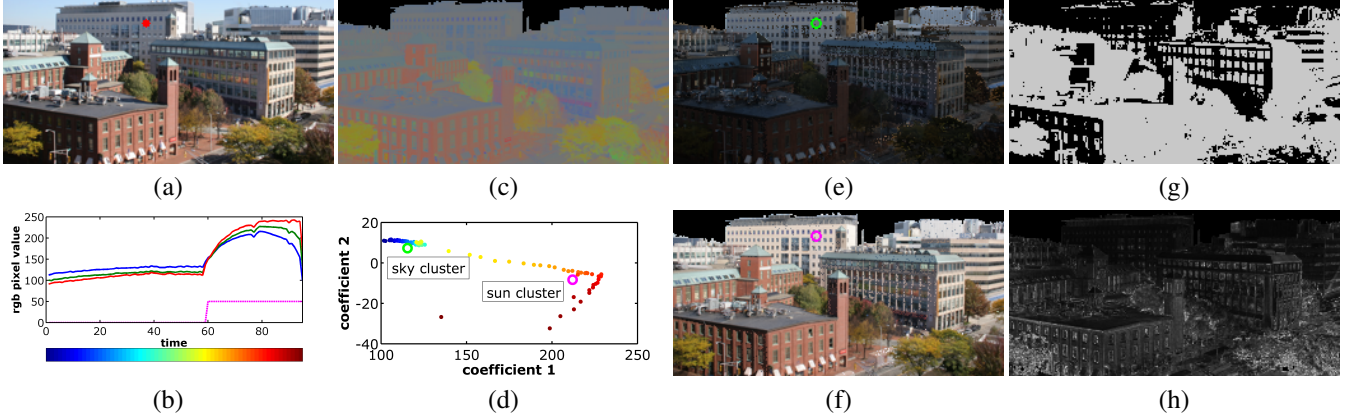 (a)
(c)
(e)
(g)
250
200
150
100
50
0
rgb pixel value
0 20 40 60 80
time
(b)
20
0
-20
-40
coefficient 2
sky cluster
sun cluster
100 150 200 250
coefficient 1
(d)
(f)
(h)